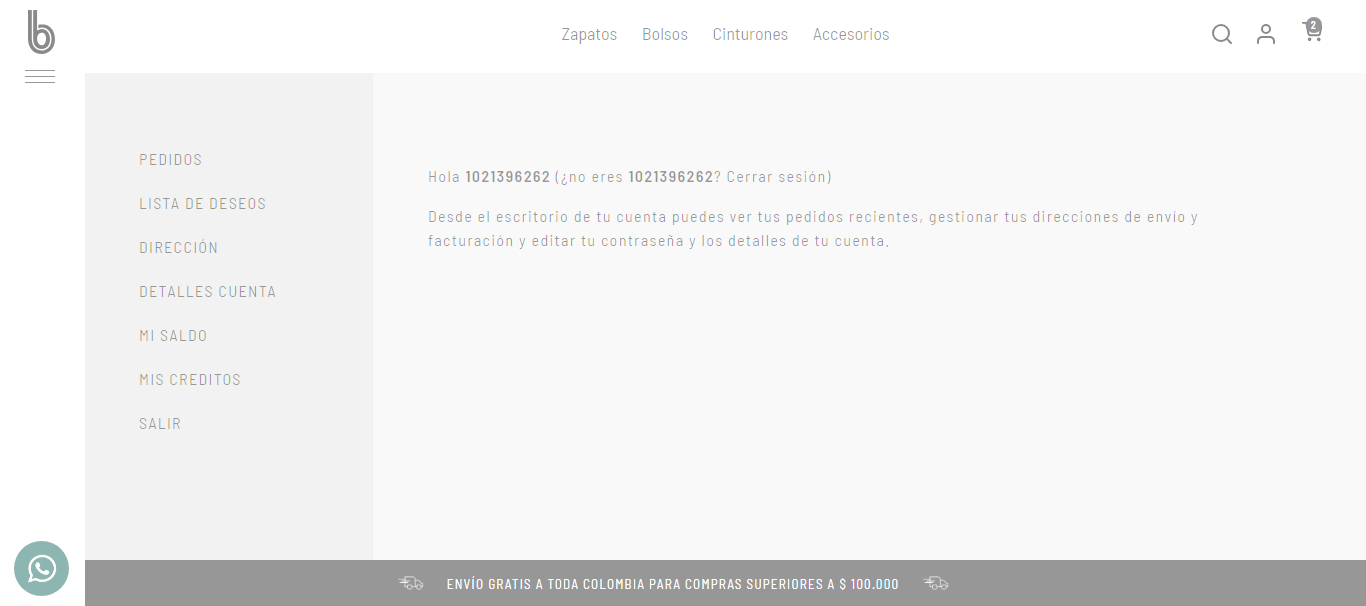 b
Zapatos Bolsos Cinturones Accesorios
2
PEDIDOS
LISTA DE DESEOS
DIRECCIÓN
DETALLES CUENTA
MI SALDO
MIS CREDITOS
SALIR
Hola 1021396262 (¿no eres 1021396262? Cerrar sesión)
Desde el escritorio de tu cuenta puedes ver tus pedidos recientes, gestionar tus direcciones de envío y
facturación y editar tu contraseña y los detalles de tu cuenta.
ENVÍO GRATIS A TODA COLOMBIA PARA COMPRAS SUPERIORES A $ 100.000